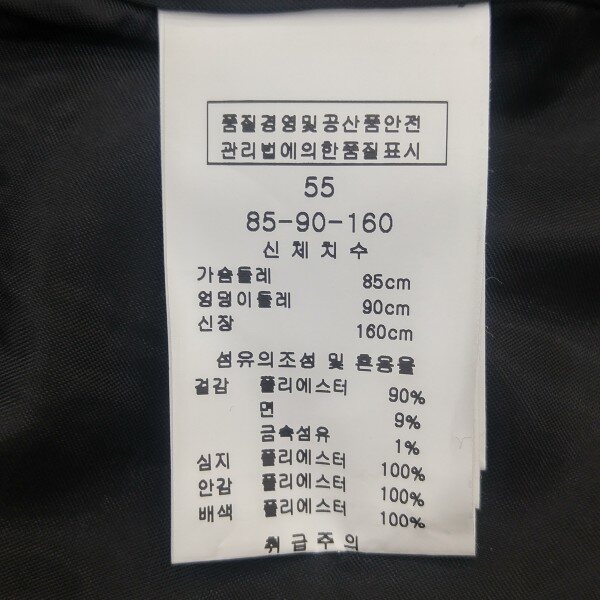 품질경영및공산품안전
관리법에의한품질표시
55
85-90-160
신체치수
가슴둘레 85cm
엉덩이둘레 90cm
신장 160cm
섬유의조성 및 혼용율
겉감 폴리에스터 90%
면 9%
금속섬유 1%
심지 폴리에스터 100%
안감 폴리에스터 100%
배색 폴리에스터 100%
취급주의